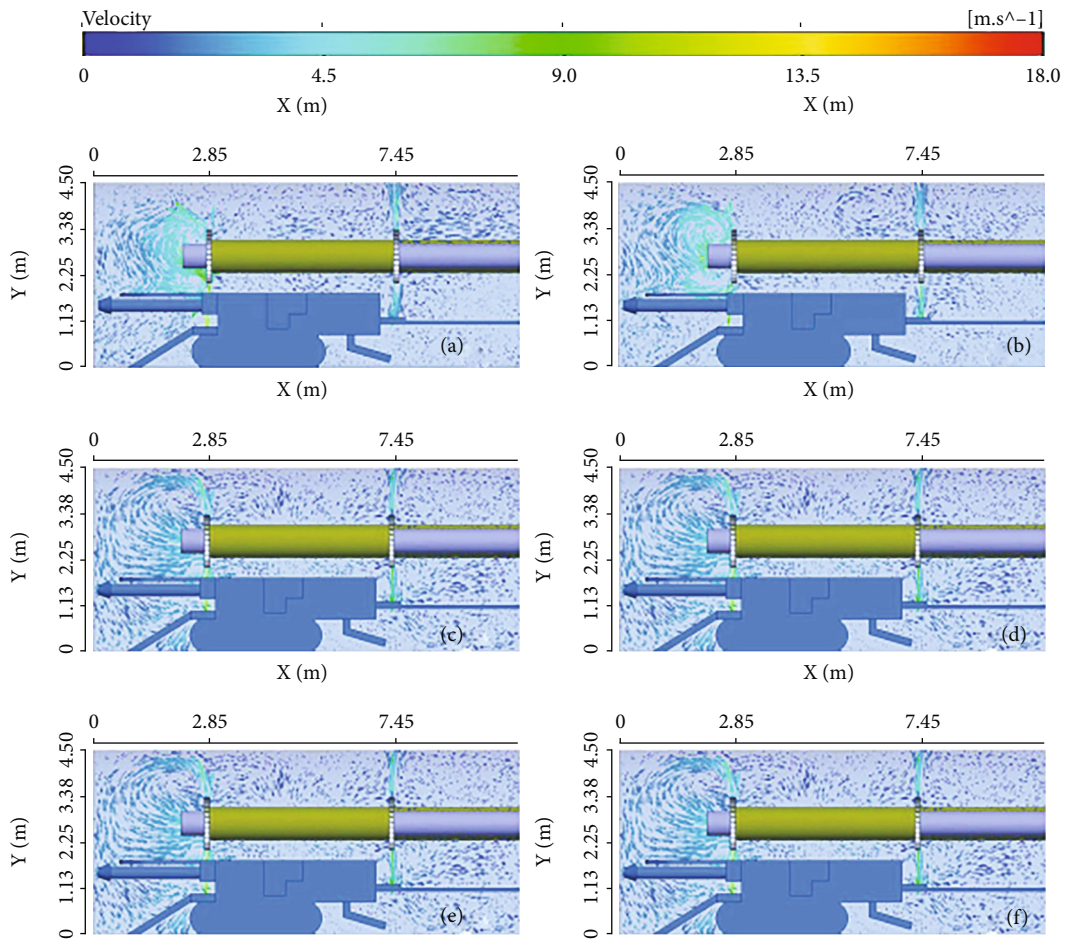 Velocity [m.s^–1]
0 4.5 9.0 13.5 18.0
X (m) X (m)
0 2.85 7.45 0 2.85 7.45
Y (m) 0 1.13 2.25 3.38 4.50 Y (m) 0 1.13 2.25 3.38 4.50
(a) (b)
X (m) X (m)
0 2.85 7.45 0 2.85 7.45
Y (m) 0 1.13 2.25 3.38 4.50 Y (m) 0 1.13 2.25 3.38 4.50
(c) (d)
X (m) X (m)
0 2.85 7.45 0 2.85 7.45
Y (m) 0 1.13 2.25 3.38 4.50 Y (m) 0 1.13 2.25 3.38 4.50
(e) (f)